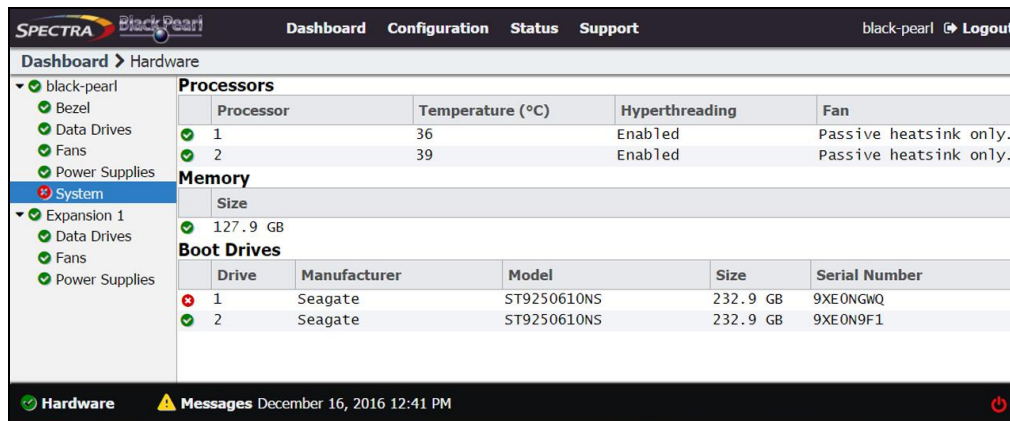 SPECTRA BlackPearl Dashboard Configuration Status Support black-pearl Logout
Dashboard > Hardware
black-pearl
Bezel
Data Drives
Fans
Power Supplies
System
Expansion 1
Data Drives
Fans
Power Supplies
Processors
Processor Temperature (°C) Hyperthreading Fan
1 36 Enabled Passive heatsink only.
2 39 Enabled Passive heatsink only.
Memory
Size
127.9 GB
Boot Drives
Drive Manufacturer Model Size Serial Number
1 Seagate ST9250610NS 232.9 GB 9XE0NGWQ
2 Seagate ST9250610NS 232.9 GB 9XE0N9F1
Hardware Messages December 16, 2016 12:41 PM